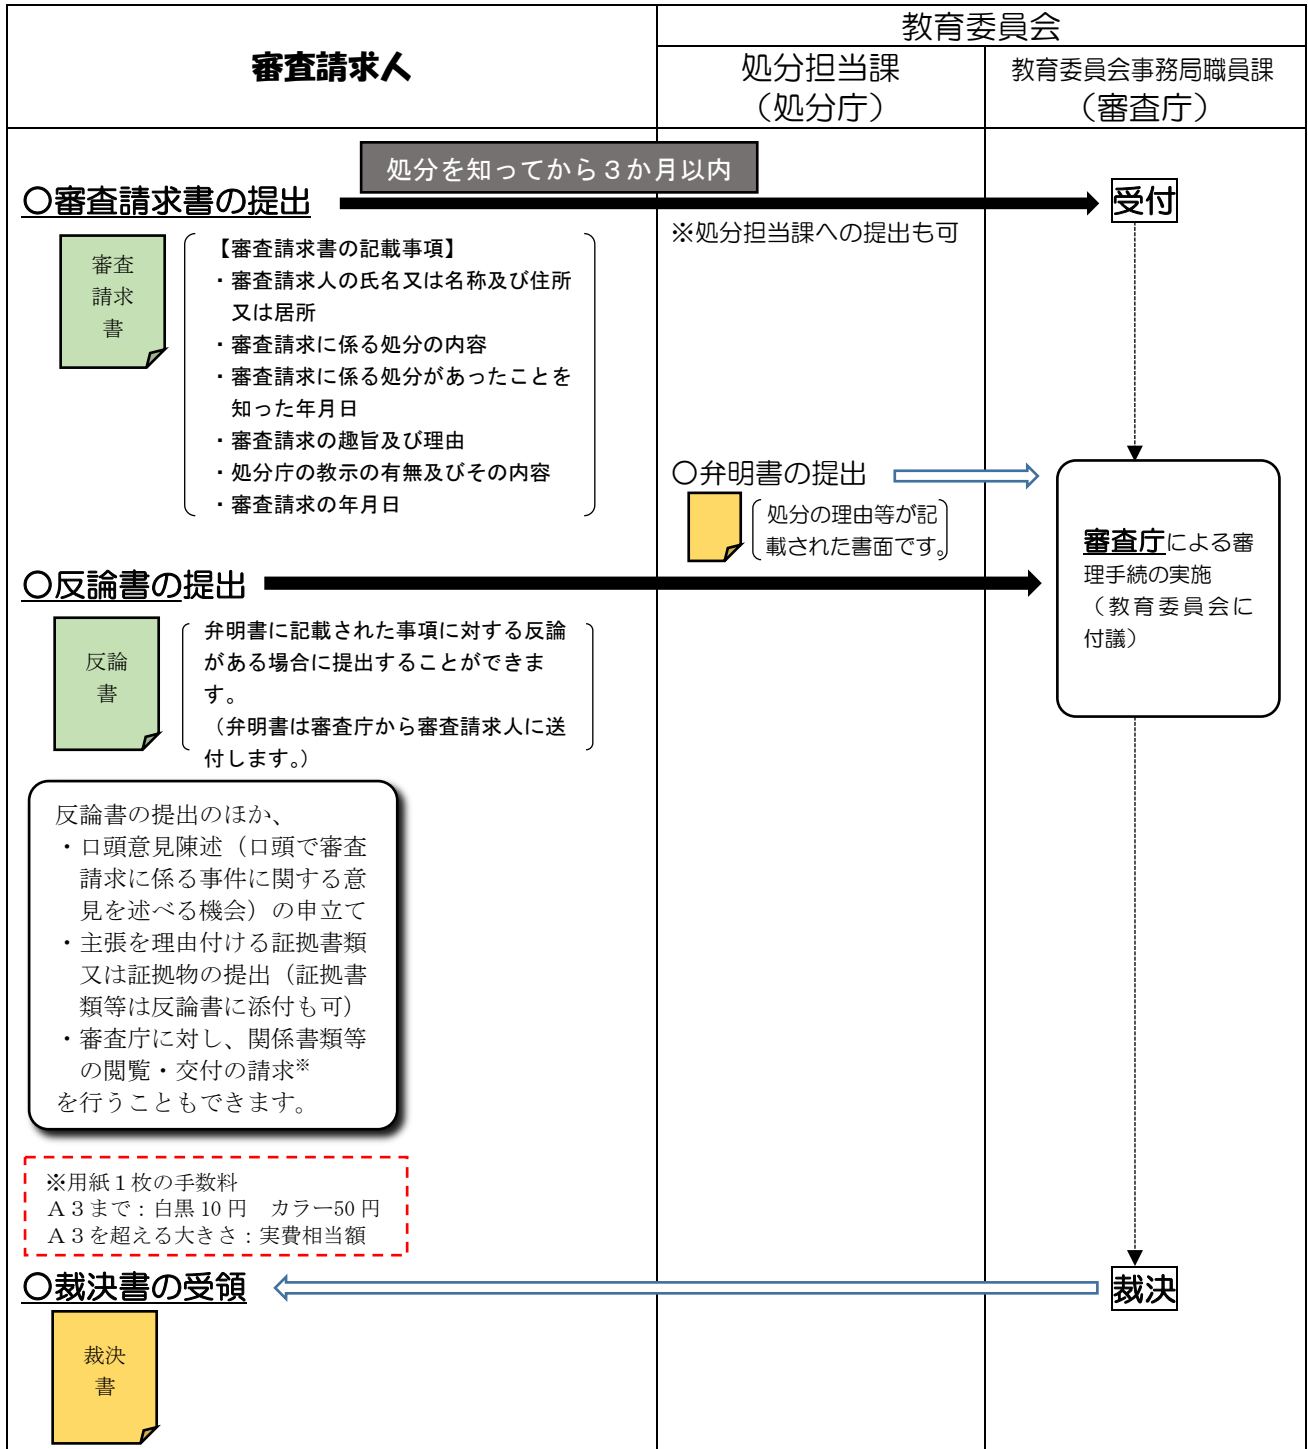 審査請求人
教育委員会
処分担当課
（処分庁）
教育委員会事務局職員課
（審査庁）
処分を知ってから３か月以内
〇審査請求書の提出
受付
※処分担当課への提出も可
審査
請求
書
【審査請求書の記載事項】
・審査請求人の氏名又は名称及び住所
又は居所
・審査請求に係る処分の内容
・審査請求に係る処分があったことを
知った年月日
・審査請求の趣旨及び理由
・処分庁の教示の有無及びその内容
・審査請求の年月日
〇弁明書の提出
処分の理由等が記
載された書面です。
審査庁による審
理手続の実施
（教育委員会に
付議）
〇反論書の提出
反論
書
弁明書に記載された事項に対する反論
がある場合に提出することができま
す。
（弁明書は審査庁から審査請求人に送
付します。）
反論書の提出のほか、
・口頭意見陳述（口頭で審査
請求に係る事件に関する意
見を述べる機会）の申立て
・主張を理由付ける証拠書類
又は証拠物の提出（証拠書
類等は反論書に添付も可）
・審査庁に対し、関係書類等
の閲覧・交付の請求※
を行うこともできます。
※用紙１枚の手数料
Ａ３まで：白黒 10 円　カラー50 円
Ａ３を超える大きさ：実費相当額
〇裁決書の受領
裁決
裁決
書